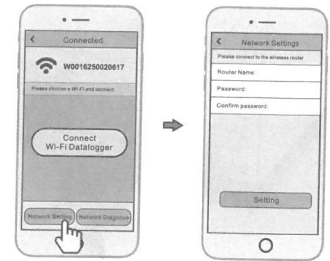 Connected
W0016250020617
Please choose a Wi-Fi and connect
Connect
Wi-Fi Datalogger
Network Setting
Network Diagnose
Network Settings
Please connect to the wireless router
Router Name:
Password:
Confirm password:
Setting